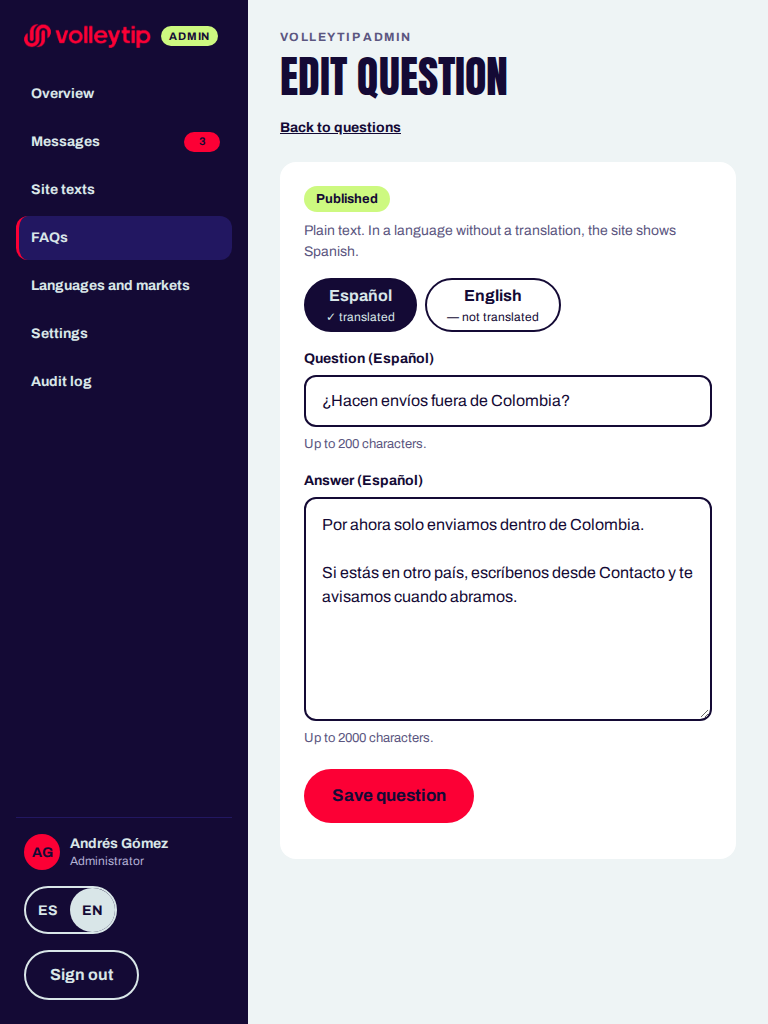 volleytip ADMIN
Overview
Messages 3
Site texts
FAQs
Languages and markets
Settings
Audit log
AG Andrés Gómez
Administrator
ES EN
Sign out
VOLLEYTIP ADMIN
EDIT QUESTION
Back to questions
Published
Plain text. In a language without a translation, the site shows
Spanish.
Español
✓ translated
English
— not translated
Question (Español)
¿Hacen envíos fuera de Colombia?
Up to 200 characters.
Answer (Español)
Por ahora solo enviamos dentro de Colombia.
Si estás en otro país, escríbenos desde Contacto y te
avisamos cuando abramos.
Up to 2000 characters.
Save question